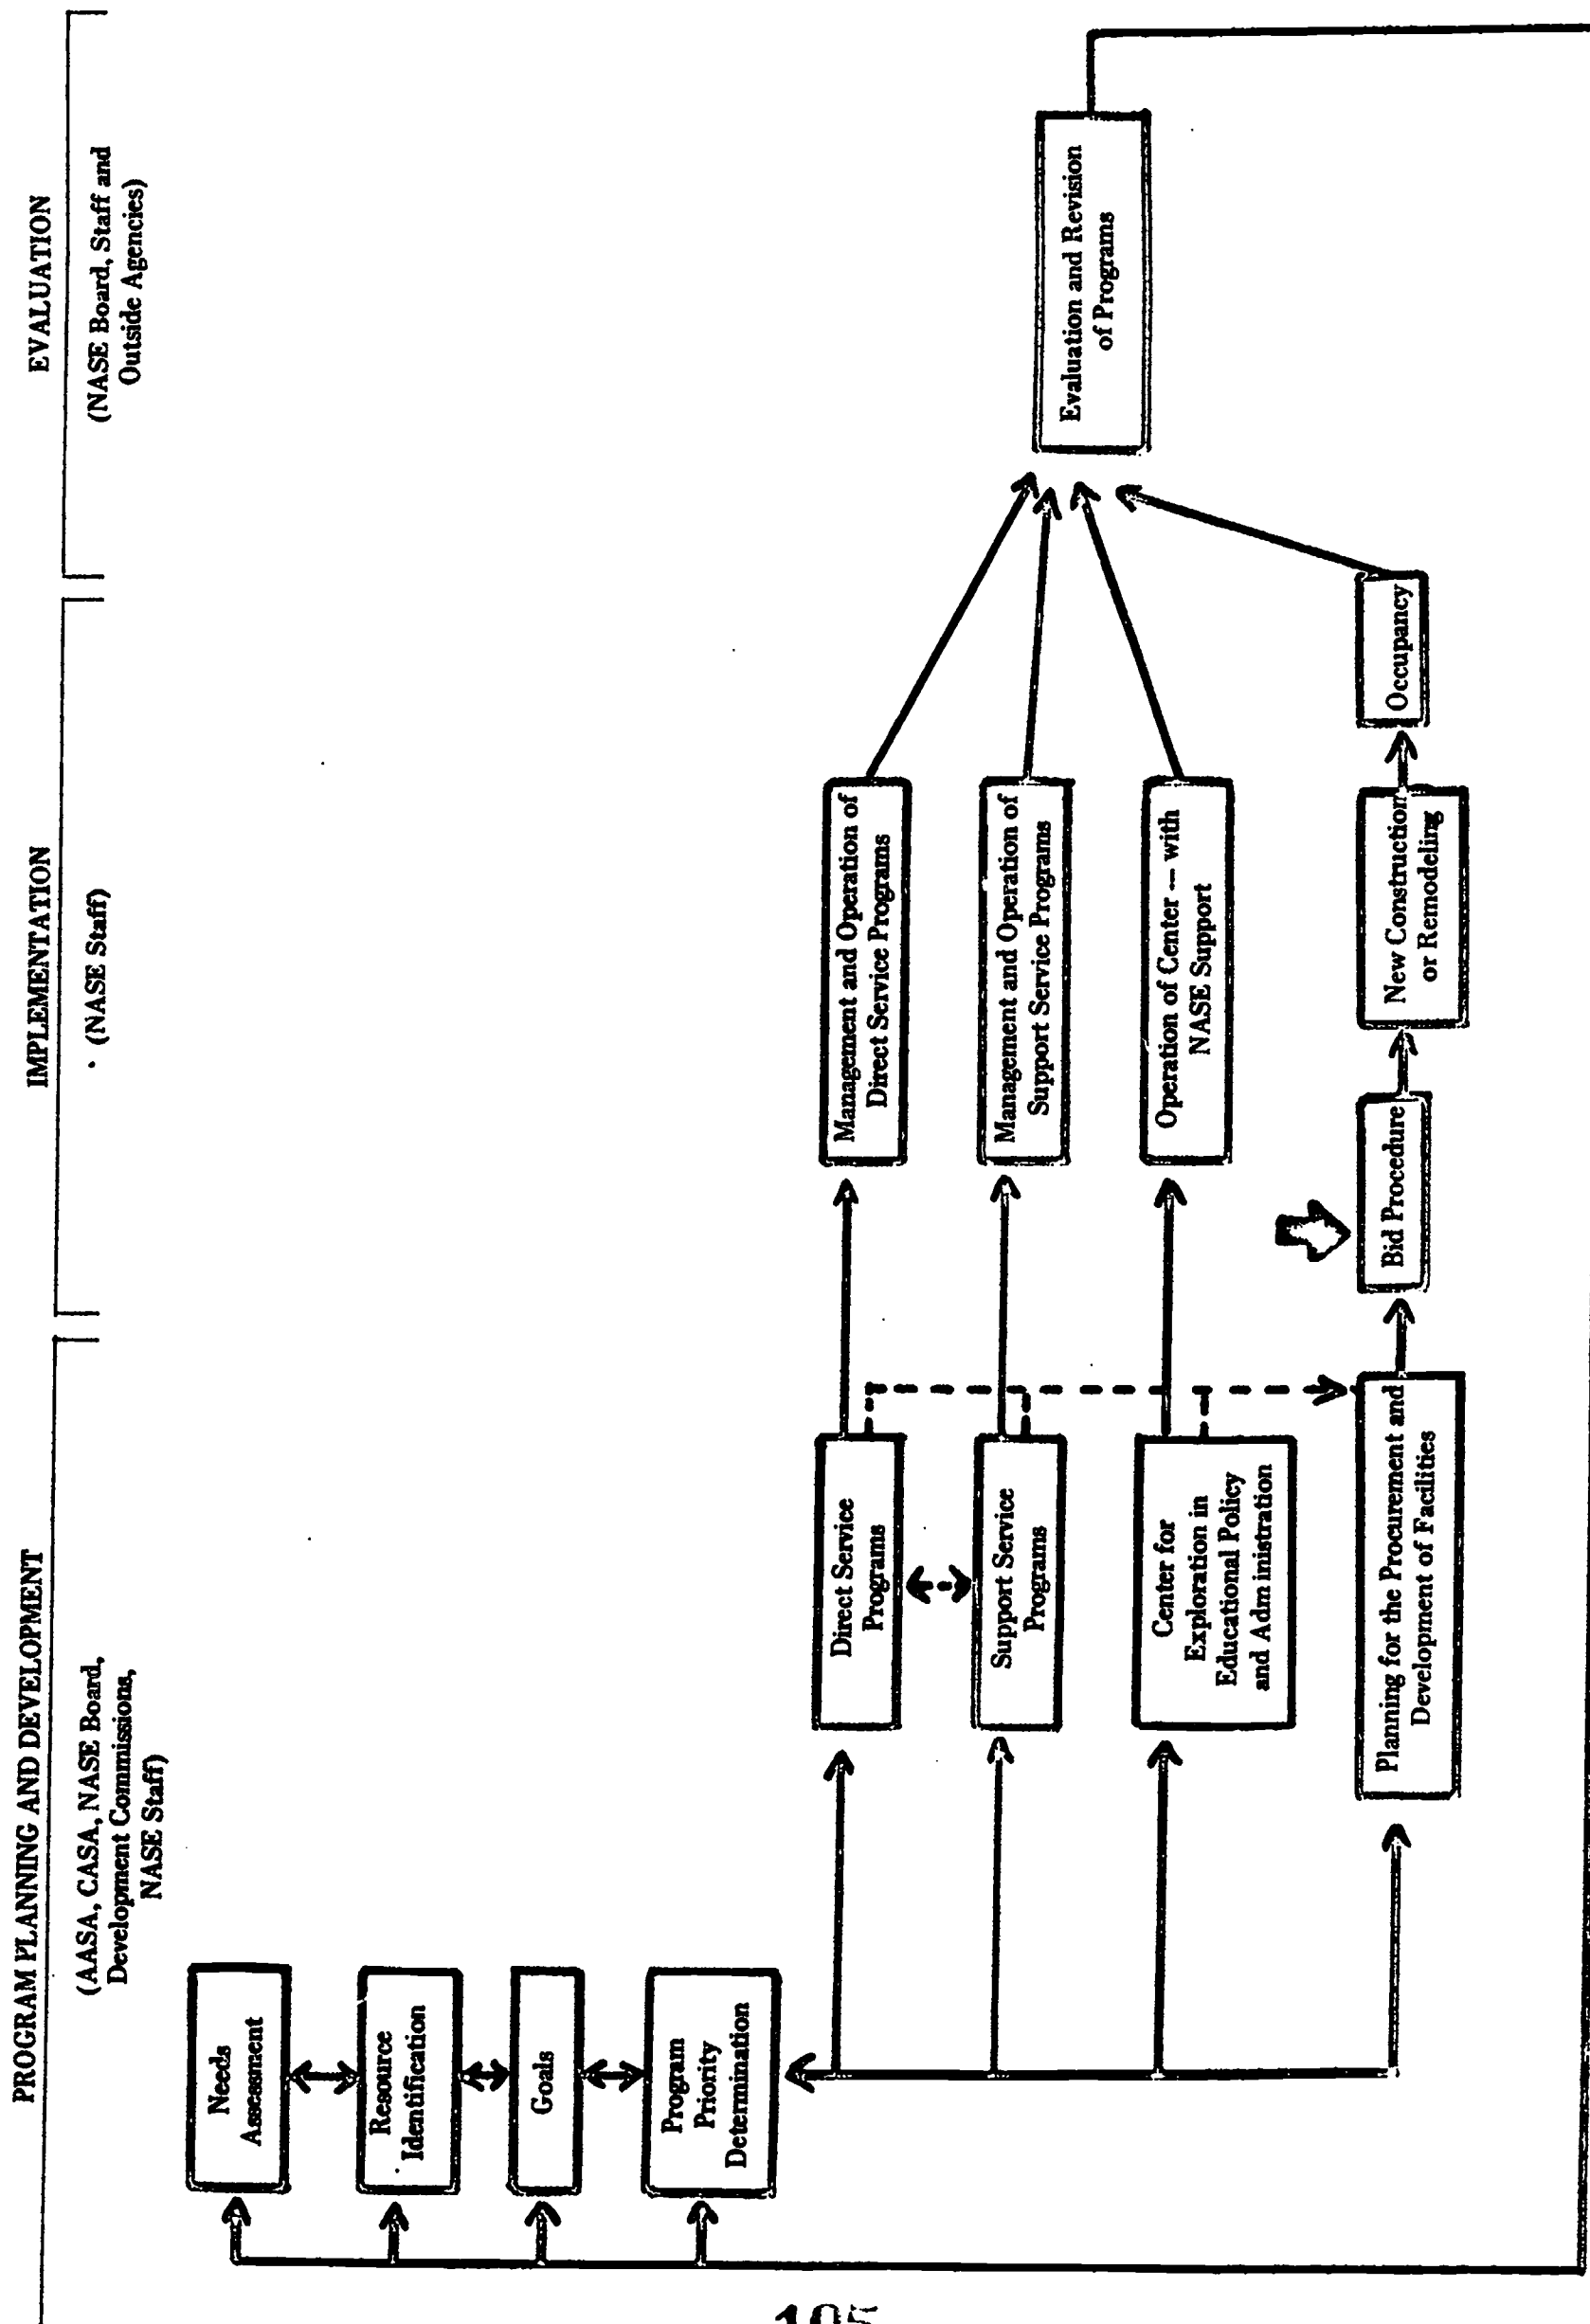 PROGRAM PLANNING AND DEVELOPMENT
(AASA, CASA, NASE Board,
Development Commissions,
NASE Staff)
IMPLEMENTATION
(NASE Staff)
EVALUATION
(NASE Board, Staff and
Outside Agencies)
Needs
Assessment
Resource
Identification
Goals
Program
Priority
Determination
Direct Service
Programs
Support Service
Programs
Center for
Exploration in
Educational Policy
and Administration
Planning for the Procurement and
Development of Facilities
Management and Operation of
Direct Service Programs
Management and Operation of
Support Service Programs
Operation of Center — with
NASE Support
Bid Procedure
New Construction
or Remodeling
Occupancy
Evaluation and Revision
of Programs